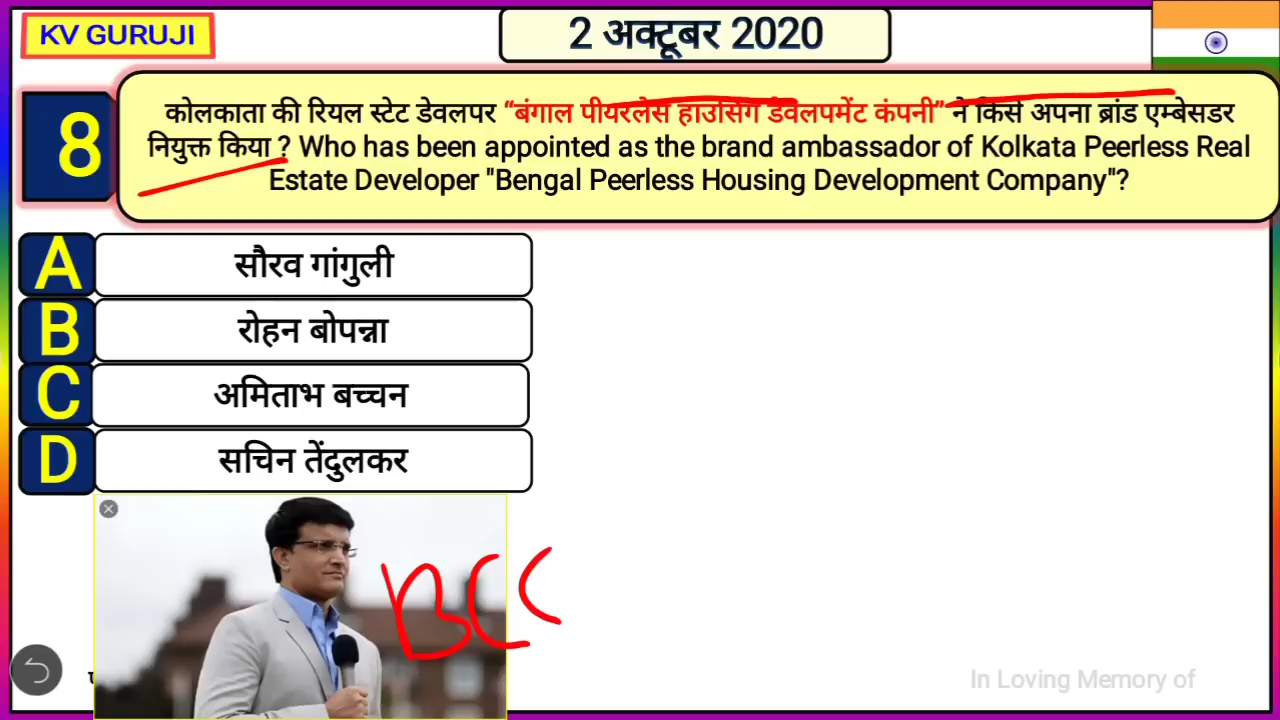 KV GURUJI
2 अक्टूबर 2020
8
कोलकाता की रियल स्टेट डेवलपर “बंगाल पीयरलेस हाउसिंग डेवलपमेंट कंपनी” ने किसे अपना ब्रांड एम्बेसडर
नियुक्त किया ? Who has been appointed as the brand ambassador of Kolkata Peerless Real
Estate Developer "Bengal Peerless Housing Development Company"?
A सौरव गांगुली
B रोहन बोपन्ना
C अमिताभ बच्चन
D सचिन तेंदुलकर
BCC
In Loving Memory of